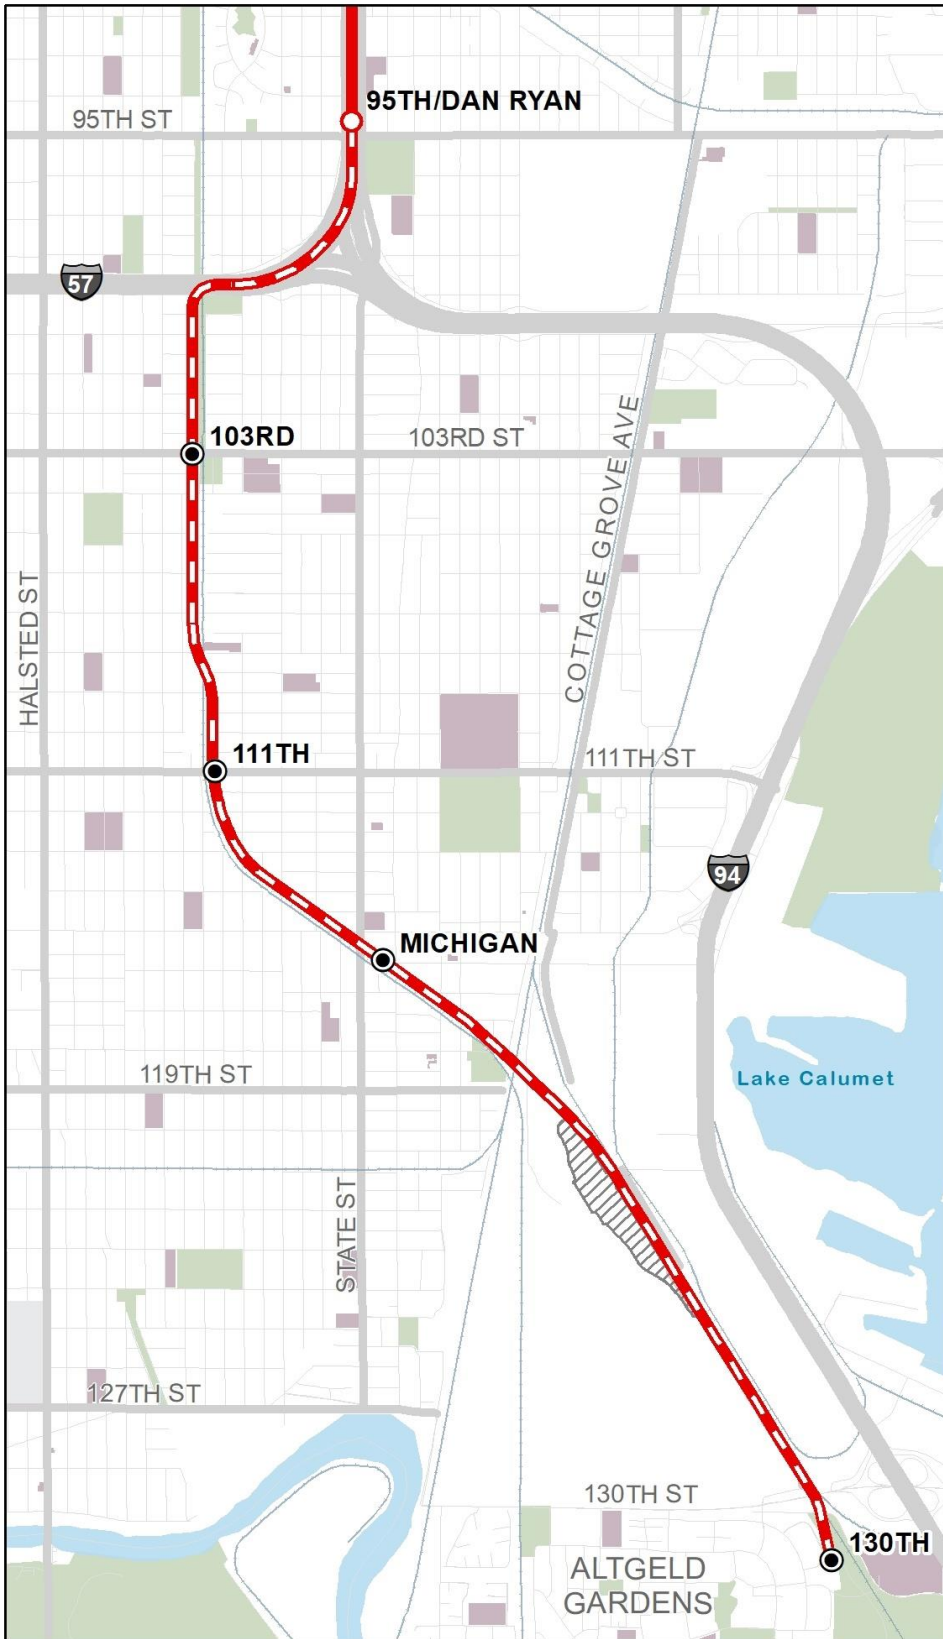 95TH/DAN RYAN
95TH ST
57
103RD
103RD ST
COTTAGE GROVE AVE
HALSTED ST
111TH
111TH ST
94
MICHIGAN
Lake Calumet
119TH ST
STATE ST
127TH ST
130TH ST
130TH
ALTGELD
GARDENS